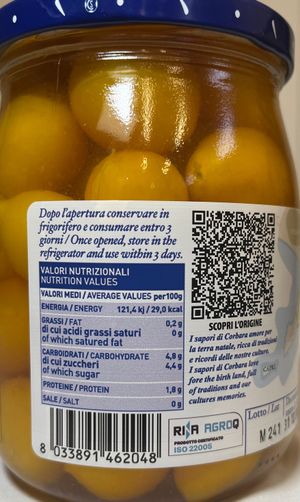 Dopo l'apertura conservare in
frigorifero e consumare entro 3
giorni / Once opened, store in the
refrigerator and use within 3 days.
VALORI NUTRIZIONALI
NUTRITION VALUES
VALORI MEDI / AVERAGE VALUES per100g
ENERGIA / ENERGY 121,4 kj / 29,0 kcal
GRASSI / FAT 0,2 g
di cui acidi grassi saturi 0 g
of which satured fat
CARBOIDRATI / CARBOHYDRATE 4,8 g
di cui zuccheri 4,4 g
of which sugar
PROTEINE / PROTEIN 1,8 g
SALE / SALT 0 g
8 033891 462048
SCOPRI L'ORIGINE
I sapori di Corbara amore per
la terra natale, ricca di tradizioni
e ricordi delle nostre culture.
I sapori di Corbara love
fore the birth land, full
of traditions and our
cultures memories.
RINA AGROQ
PRODOTTO CERTIFICATO
ISO 22005
Lotto / Lot
M 241